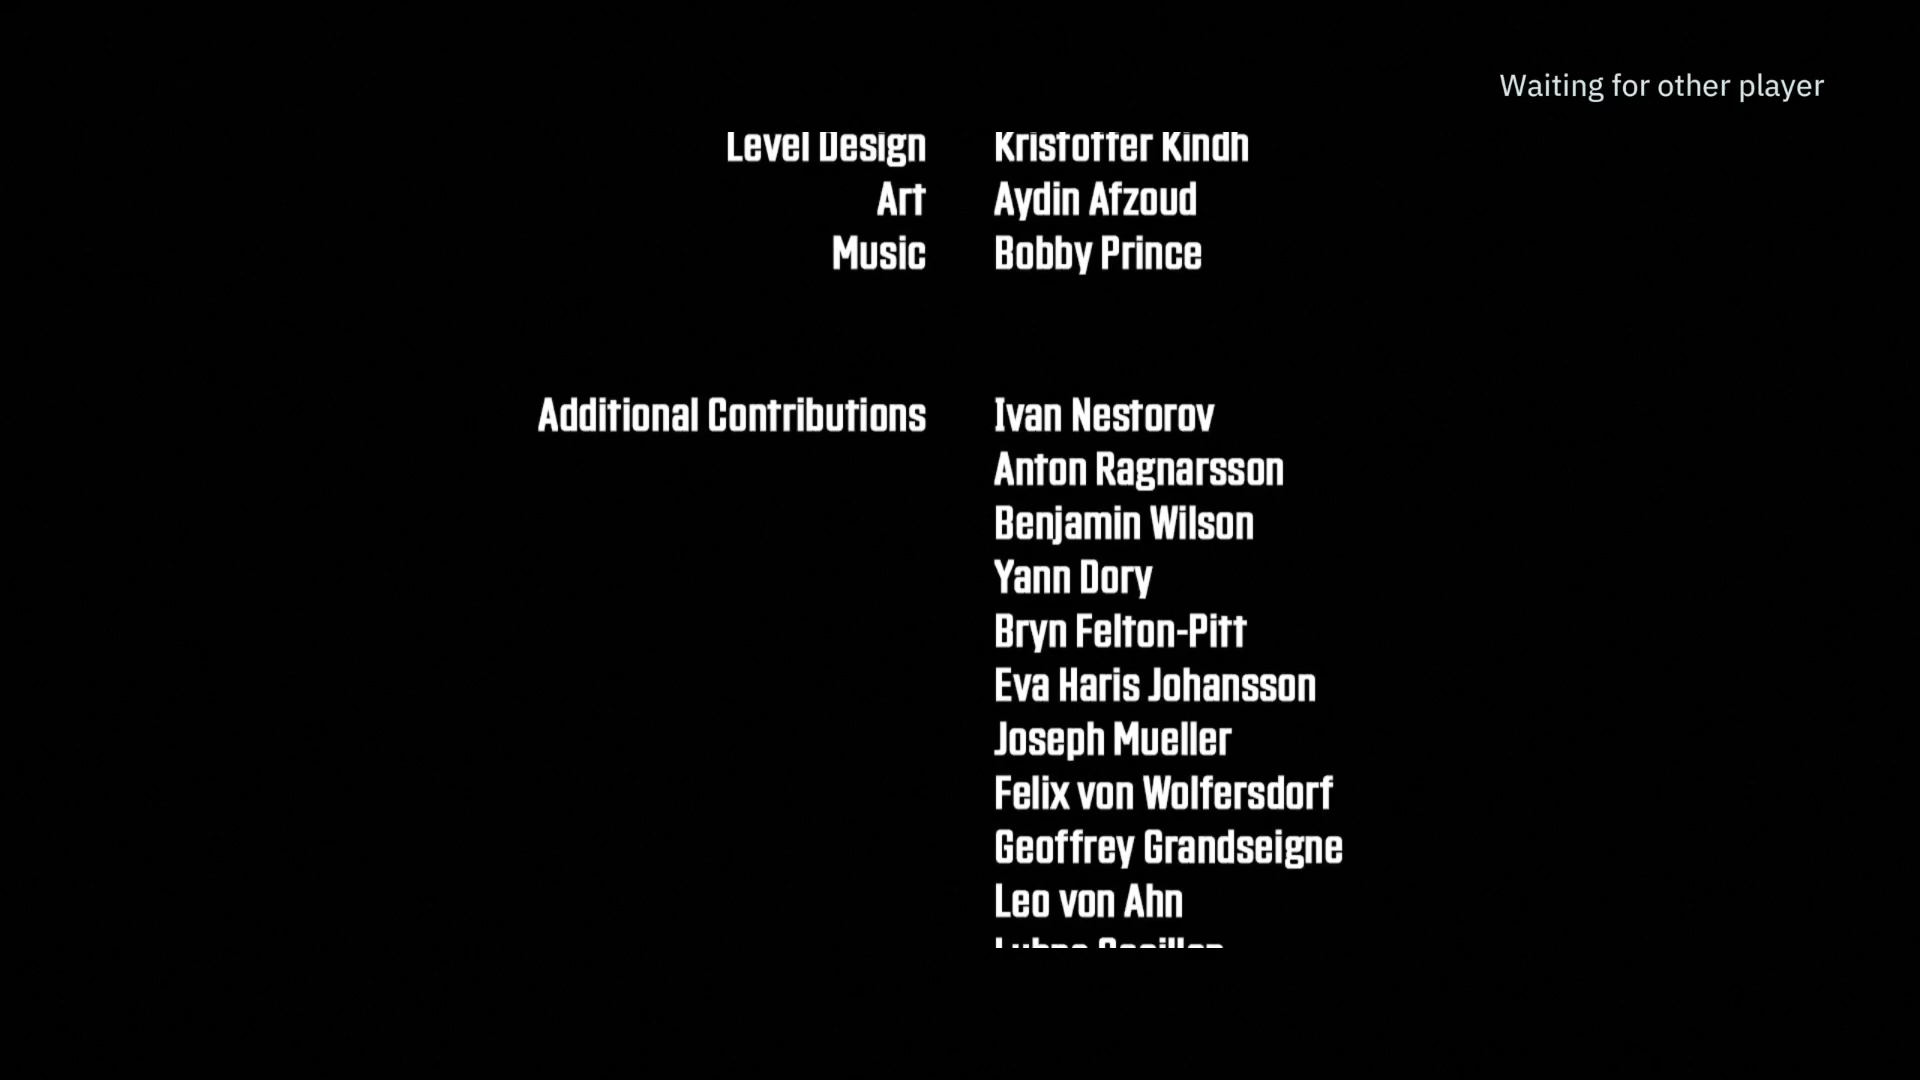 Waiting for other player
Level Design Kristoffer Kindh
Art Aydin Afzoud
Music Bobby Prince
Additional Contributions Ivan Nestorov
Anton Ragnarsson
Benjamin Wilson
Yann Dory
Bryn Felton-Pitt
Eva Haris Johansson
Joseph Mueller
Felix von Wolfersdorf
Geoffrey Grandseigne
Leo von Ahn